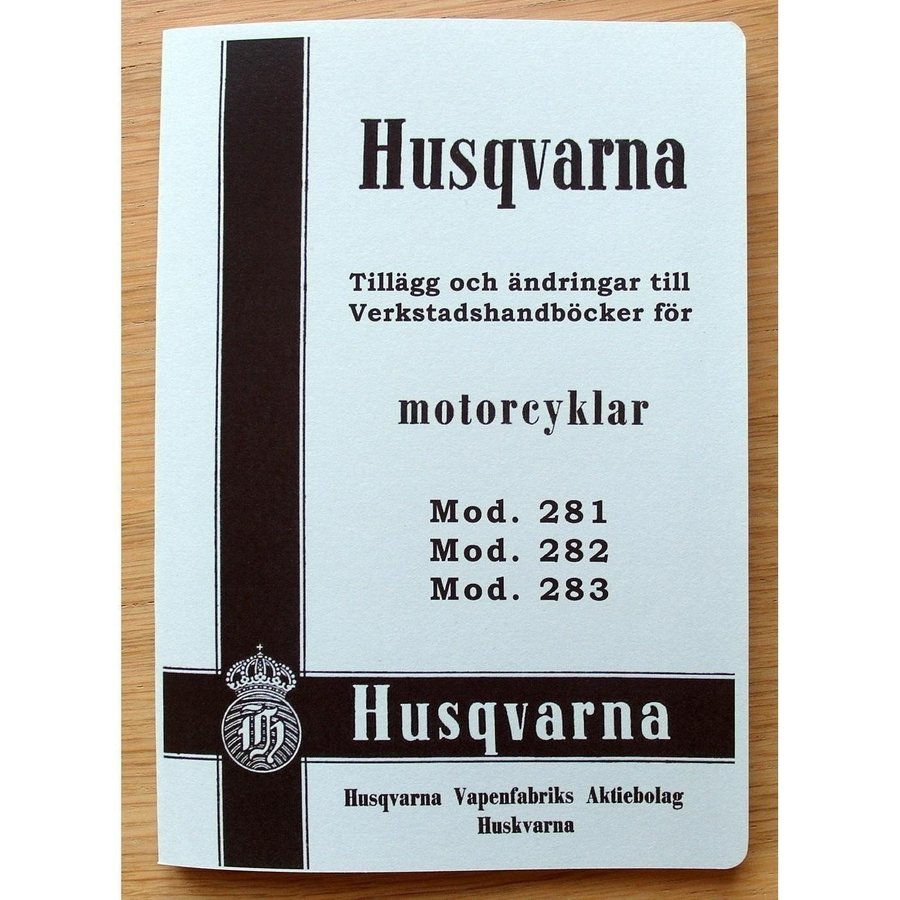 Husqvarna
Tillägg och ändringar till
Verkstadshandböcker för
motorcyklar
Mod. 281
Mod. 282
Mod. 283
Husqvarna
Husqvarna Vapenfabriks Aktiebolag
Huskvarna